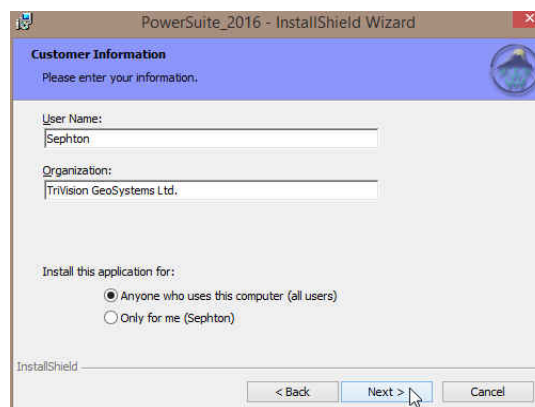 PowerSuite_2016 - InstallShield Wizard
Customer Information
Please enter your information.
User Name:
Sephton
Organization:
TriVision GeoSystems Ltd.
Install this application for:
Anyone who uses this computer (all users)
Only for me (Sephton)
InstallShield
< Back Next > Cancel